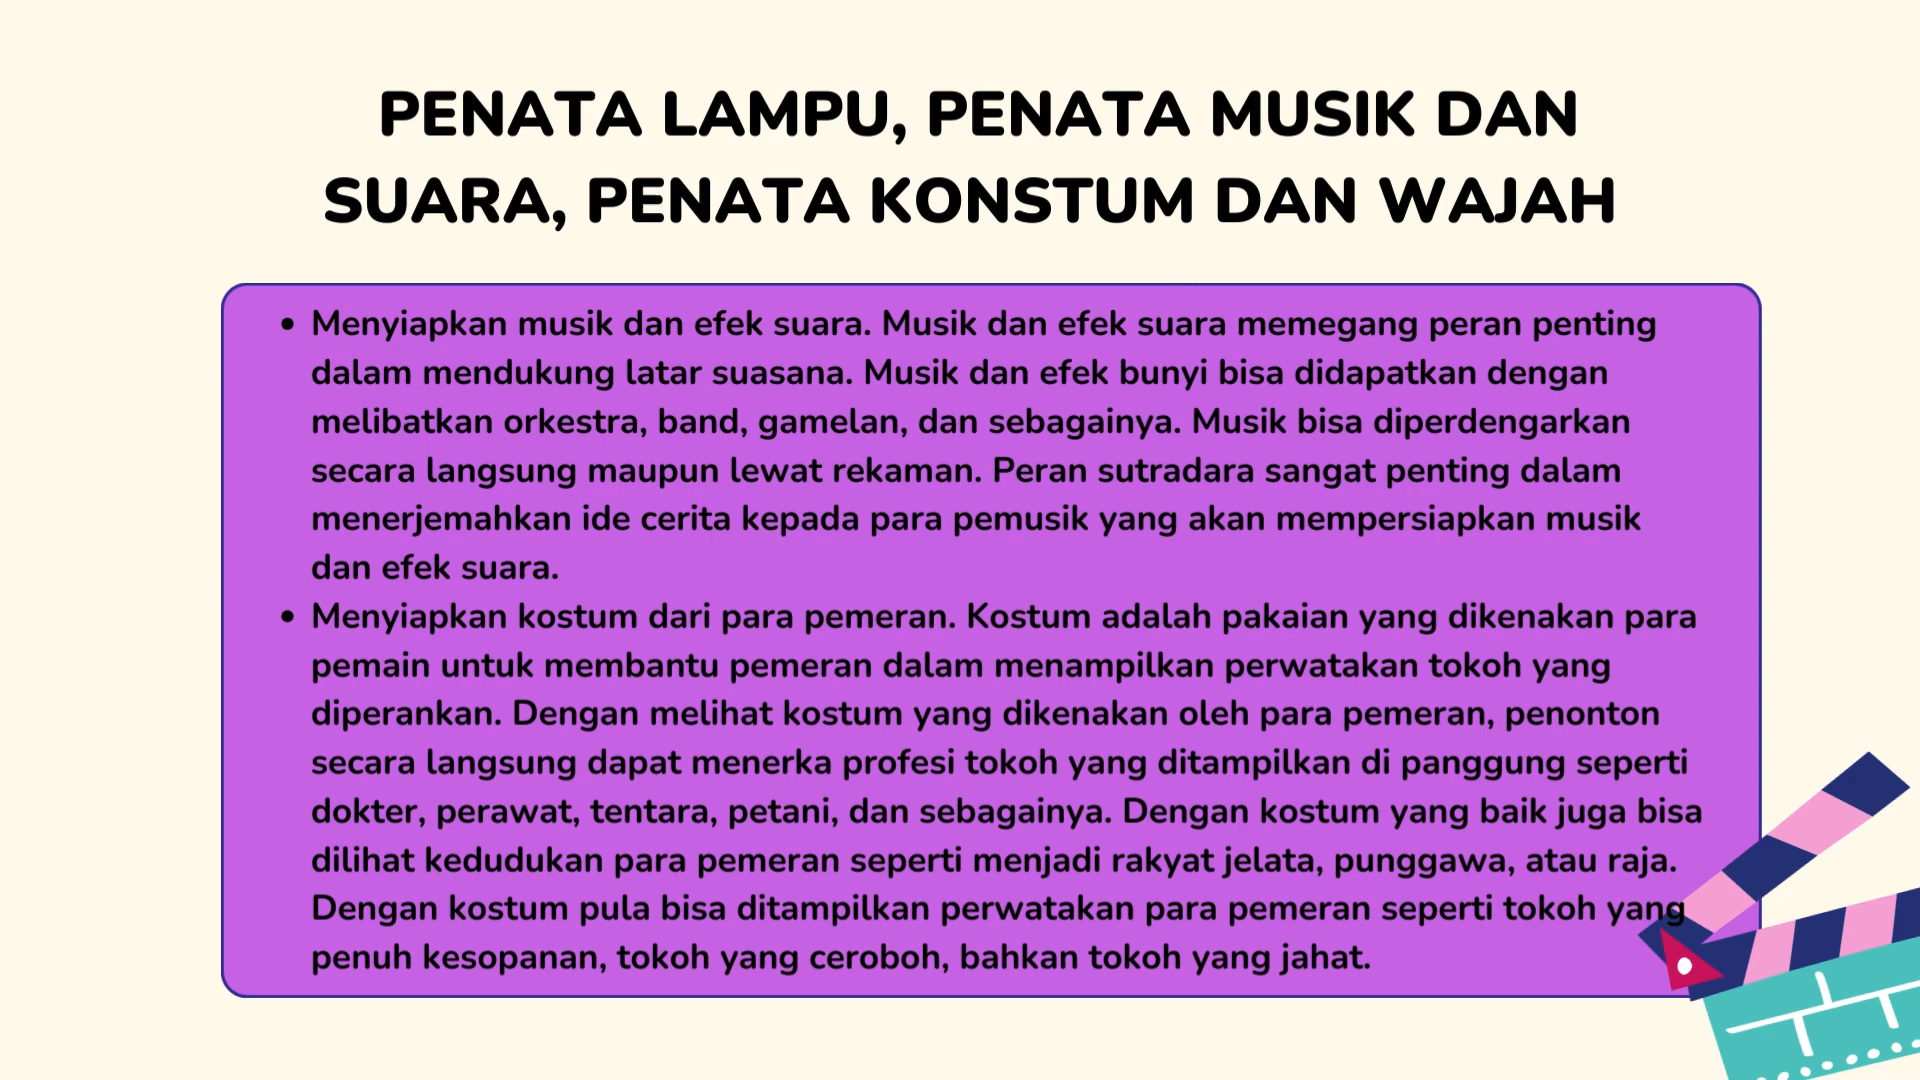 PENATA LAMPU, PENATA MUSIK DAN
SUARA, PENATA KONSTUM DAN WAJAH
• Menyiapkan musik dan efek suara. Musik dan efek suara memegang peran penting
dalam mendukung latar suasana. Musik dan efek bunyi bisa didapatkan dengan
melibatkan orkestra, band, gamelan, dan sebagainya. Musik bisa diperdengarkan
secara langsung maupun lewat rekaman. Peran sutradara sangat penting dalam
menerjemahkan ide cerita kepada para pemusik yang akan mempersiapkan musik
dan efek suara.
• Menyiapkan kostum dari para pemeran. Kostum adalah pakaian yang dikenakan para
pemain untuk membantu pemeran dalam menampilkan perwatakan tokoh yang
diperankan. Dengan melihat kostum yang dikenakan oleh para pemeran, penonton
secara langsung dapat menerka profesi tokoh yang ditampilkan di panggung seperti
dokter, perawat, tentara, petani, dan sebagainya. Dengan kostum yang baik juga bisa
dilihat kedudukan para pemeran seperti menjadi rakyat jelata, punggawa, atau raja.
Dengan kostum pula bisa ditampilkan perwatakan para pemeran seperti tokoh yang
penuh kesopanan, tokoh yang ceroboh, bahkan tokoh yang jahat.